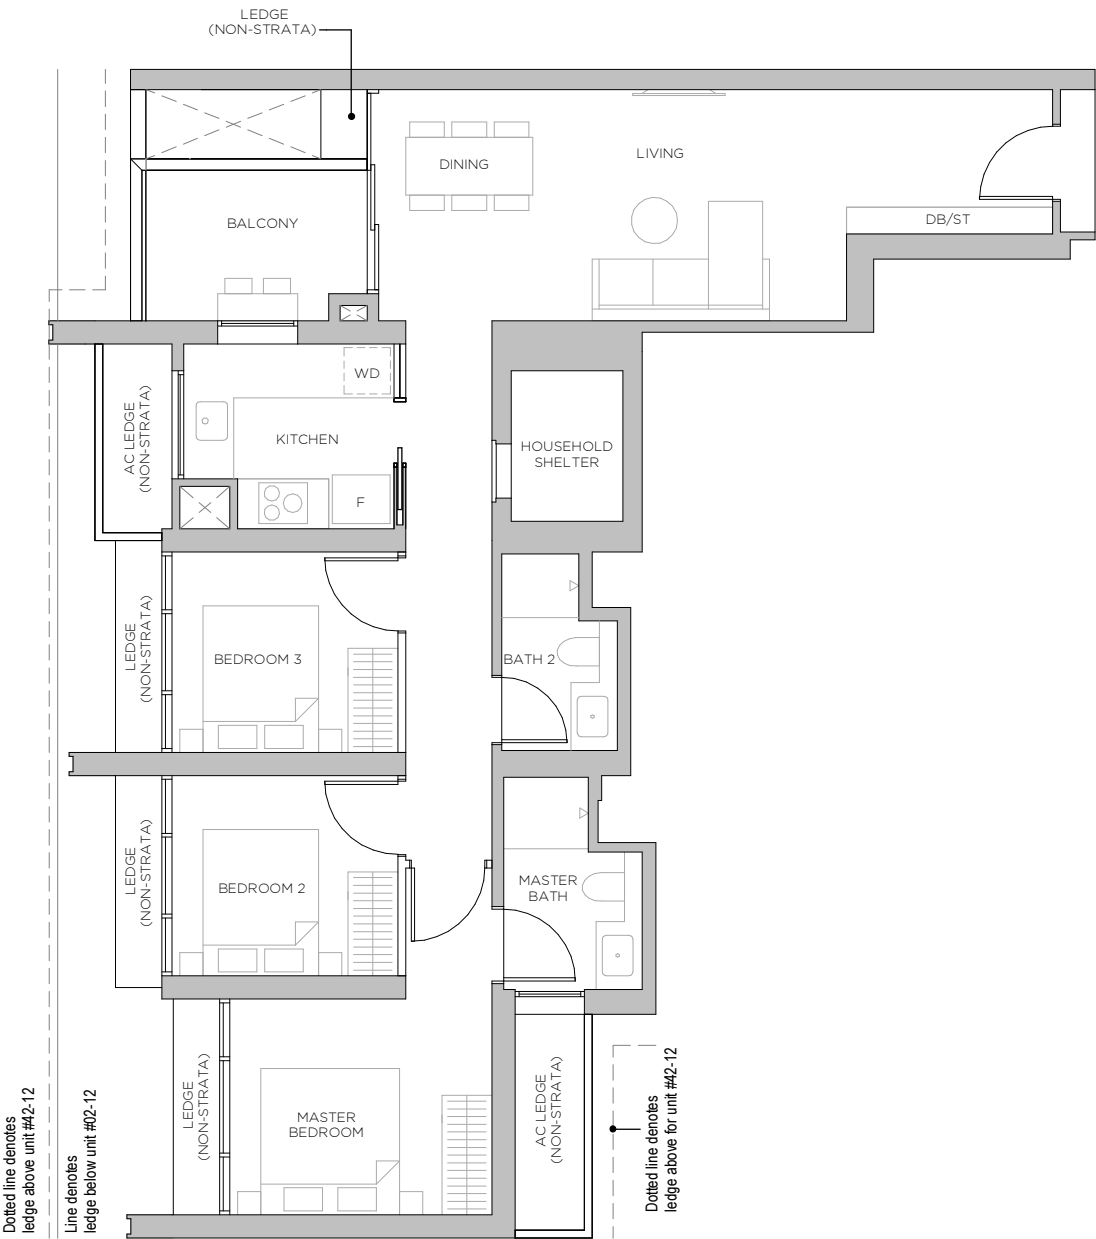 LEDGE
(NON-STRATA)
DINING
LIVING
BALCONY
DB/ST
WD
AC LEDGE
(NON-STRATA)
KITCHEN
HOUSEHOLD
SHELTER
F
LEDGE
(NON-STRATA)
BEDROOM 3
BATH 2
LEDGE
(NON-STRATA)
BEDROOM 2
MASTER
BATH
LEDGE
(NON-STRATA)
MASTER
BEDROOM
AC LEDGE
(NON-STRATA)
Dotted line denotes
ledge above unit #42-12
Line denotes
ledge below unit #02-12
Dotted line denotes
ledge above for unit #42-12